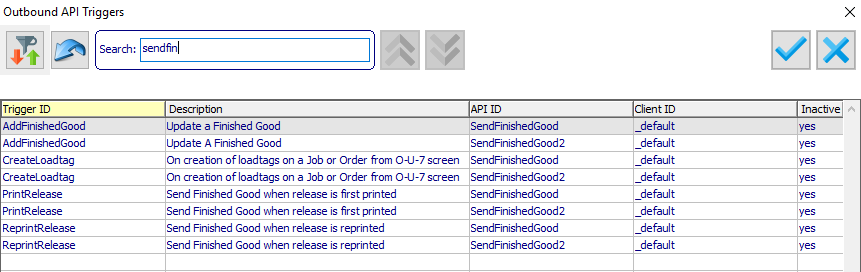 Outbound API Triggers
Search: sendfin
Trigger ID Description API ID Client ID Inactive
AddFinishedGood Update a Finished Good SendFinishedGood _default yes
AddFinishedGood Update A Finished Good SendFinishedGood2 _default yes
CreateLoadtag On creation of loadtags on a Job or Order from O-U-7 screen SendFinishedGood _default yes
CreateLoadtag On creation of loadtags on a Job or Order from O-U-7 screen SendFinishedGood2 _default yes
PrintRelease Send Finished Good when release is first printed SendFinishedGood _default yes
PrintRelease Send Finished Good when release is first printed SendFinishedGood2 _default yes
ReprintRelease Send Finished Good when release is reprinted SendFinishedGood _default yes
ReprintRelease Send Finished Good when release is reprinted SendFinishedGood2 _default yes